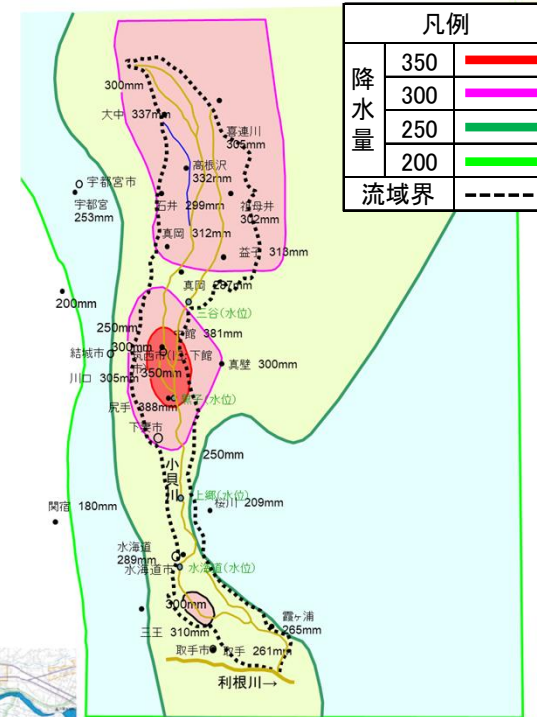 凡例
降水量
350
300
250
200
流域界
300mm
大中 337mm
喜連川
305mm
高根沢
332mm
宇都宮市
宇都宮
253mm
石井 299mm
祖母井
302mm
真岡 312mm
益子 313mm
真岡 287mm
200mm
三谷(水位)
250mm
下館 381mm
300mm
結城市
下館
真壁 300mm
川口 305mm
350mm
尻手 388mm
黒子(水位)
下妻市
250mm
小貝川
上郷(水位)
桜川 209mm
関宿 180mm
水海道
289mm
水海道市
水海道(水位)
300mm
霞ヶ浦
265mm
三王 310mm
取手市
取手 261mm
利根川→